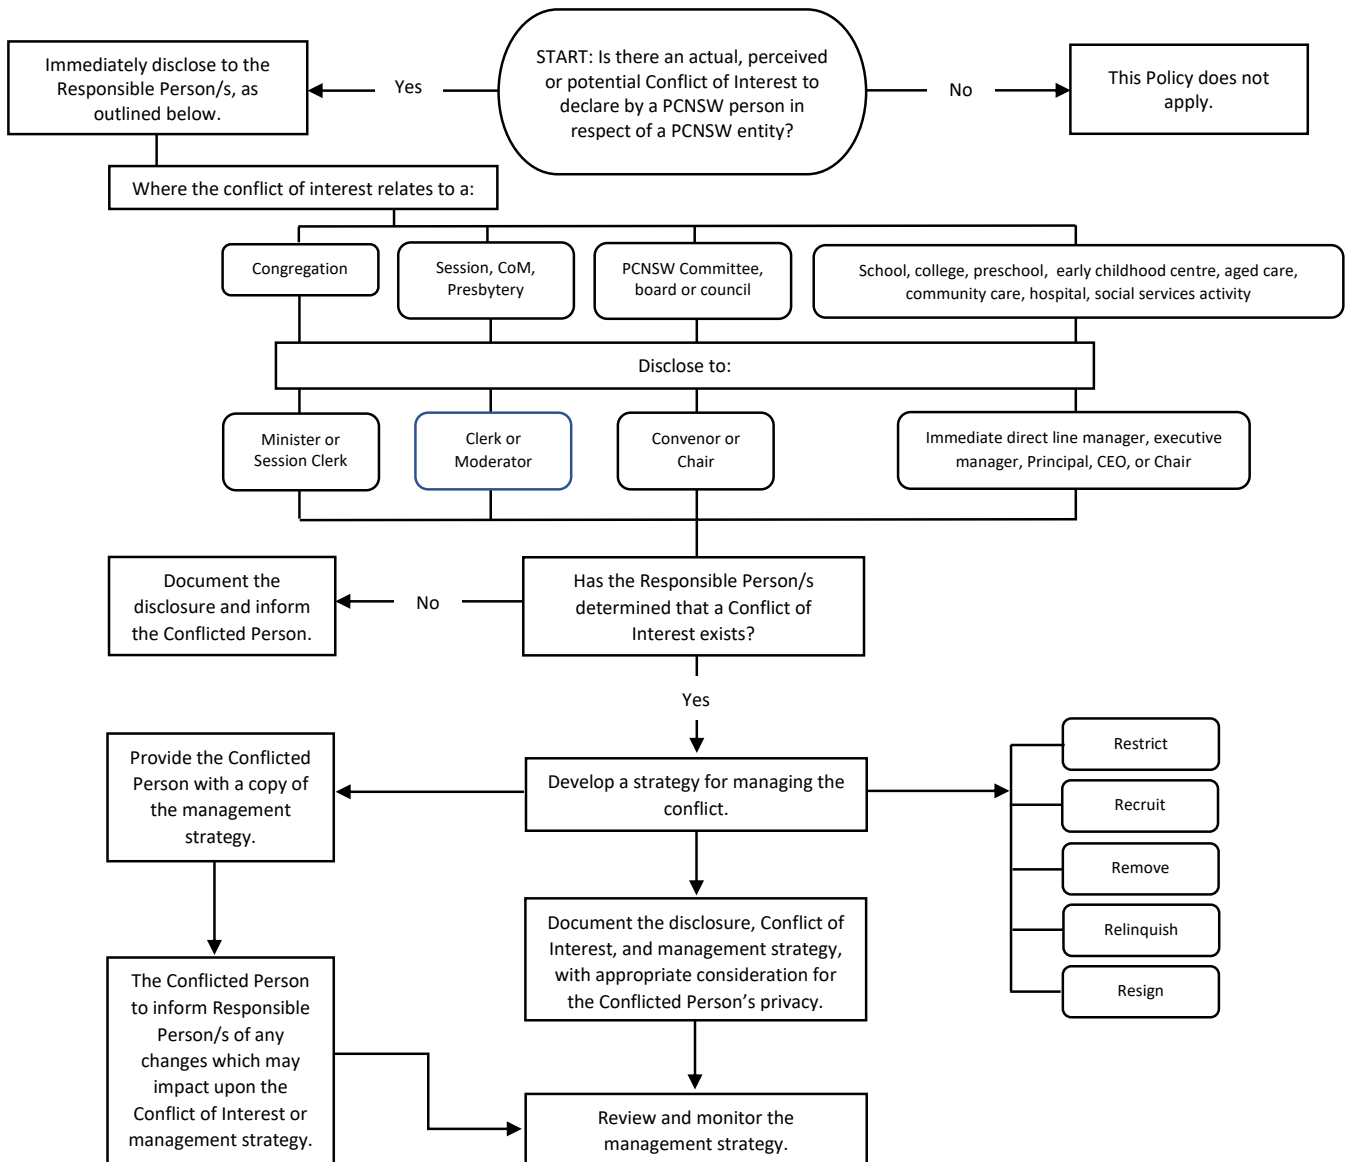 START: Is there an actual, perceived
or potential Conflict of Interest to
declare by a PCNSW person in
respect of a PCNSW entity?
Yes
Immediately disclose to the
Responsible Person/s, as
outlined below.
No
This Policy does not
apply.
Where the conflict of interest relates to a:
Congregation
Session, CoM,
Presbytery
PCNSW Committee,
board or council
School, college, preschool, early childhood centre, aged care,
community care, hospital, social services activity
Disclose to:
Minister or
Session Clerk
Clerk or
Moderator
Convenor or
Chair
Immediate direct line manager, executive
manager, Principal, CEO, or Chair
Has the Responsible Person/s
determined that a Conflict of
Interest exists?
No
Document the
disclosure and inform
the Conflicted Person.
Yes
Develop a strategy for managing the
conflict.
Restrict
Recruit
Remove
Relinquish
Resign
Provide the Conflicted
Person with a copy of
the management
strategy.
The Conflicted Person
to inform Responsible
Person/s of any
changes which may
impact upon the
Conflict of Interest or
management strategy.
Document the disclosure, Conflict of
Interest, and management strategy,
with appropriate consideration for
the Conflicted Person’s privacy.
Review and monitor the
management strategy.